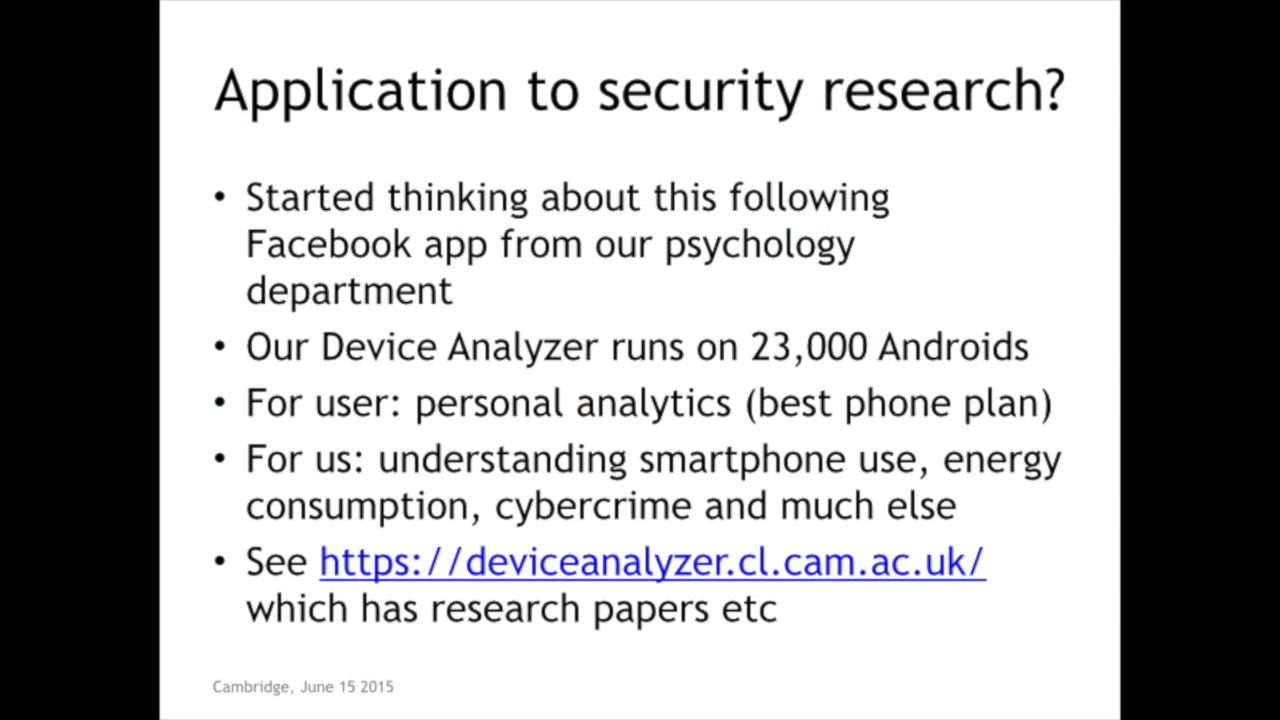 Application to security research?
• Started thinking about this following
Facebook app from our psychology
department
• Our Device Analyzer runs on 23,000 Androids
• For user: personal analytics (best phone plan)
• For us: understanding smartphone use, energy
consumption, cybercrime and much else
• See https://deviceanalyzer.cl.cam.ac.uk/
which has research papers etc
Cambridge, June 15 2015